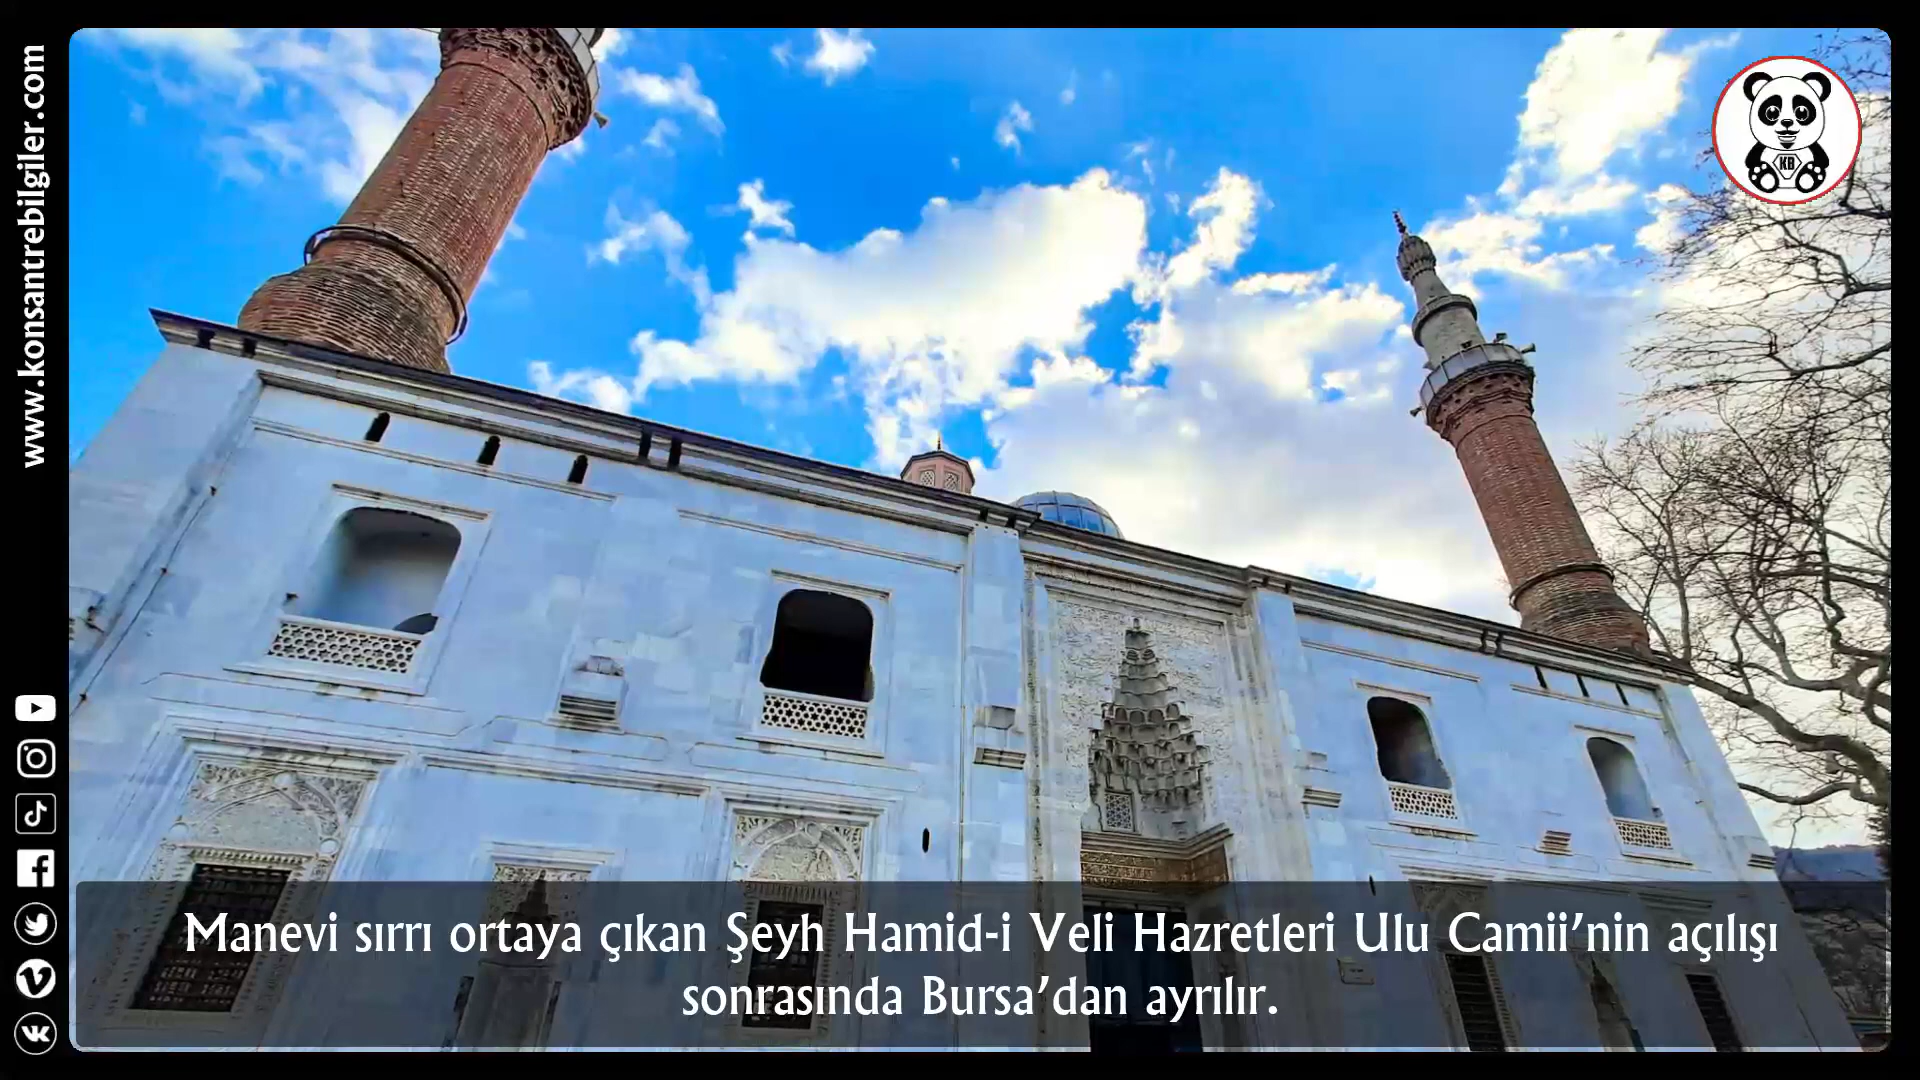 www.konsantrebilgiler.com
KB
Manevi sırrı ortaya çıkan Şeyh Hamid-i Veli Hazretleri Ulu Camii'nin açılışı
sonrasında Bursa'dan ayrılır.